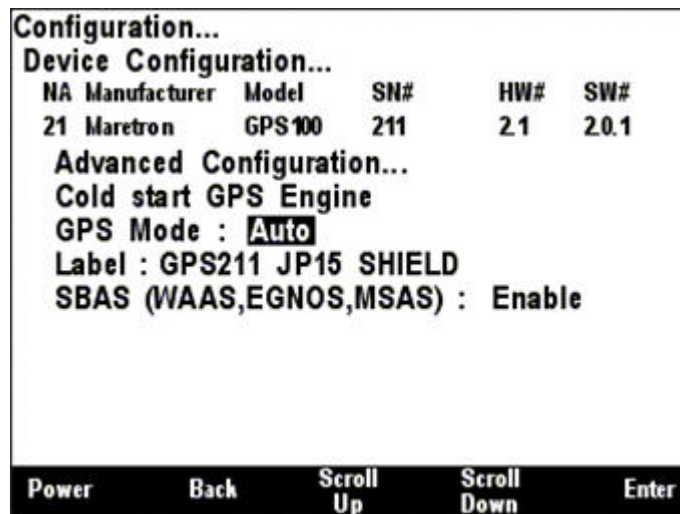 Configuration...
Device Configuration...
NA Manufacturer Model SN# HW# SW#
21 Maretron GPS100 211 2.1 2.0.1
Advanced Configuration...
Cold start GPS Engine
GPS Mode : Auto
Label : GPS211 JP15 SHIELD
SBAS (WAAS,EGNOS,MSAS) : Enable
Power Back Scroll Up Scroll Down Enter